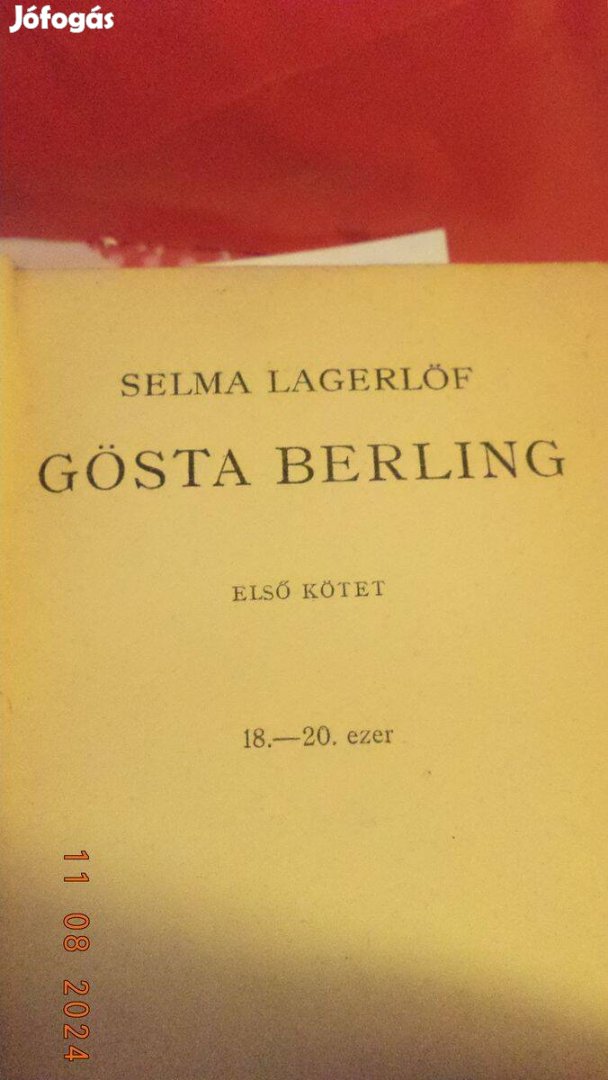 Jófogás
SELMA LAGERLÖF
GÖSTA BERLING
ELSŐ KÖTET
18.—20. ezer
11 08 2024